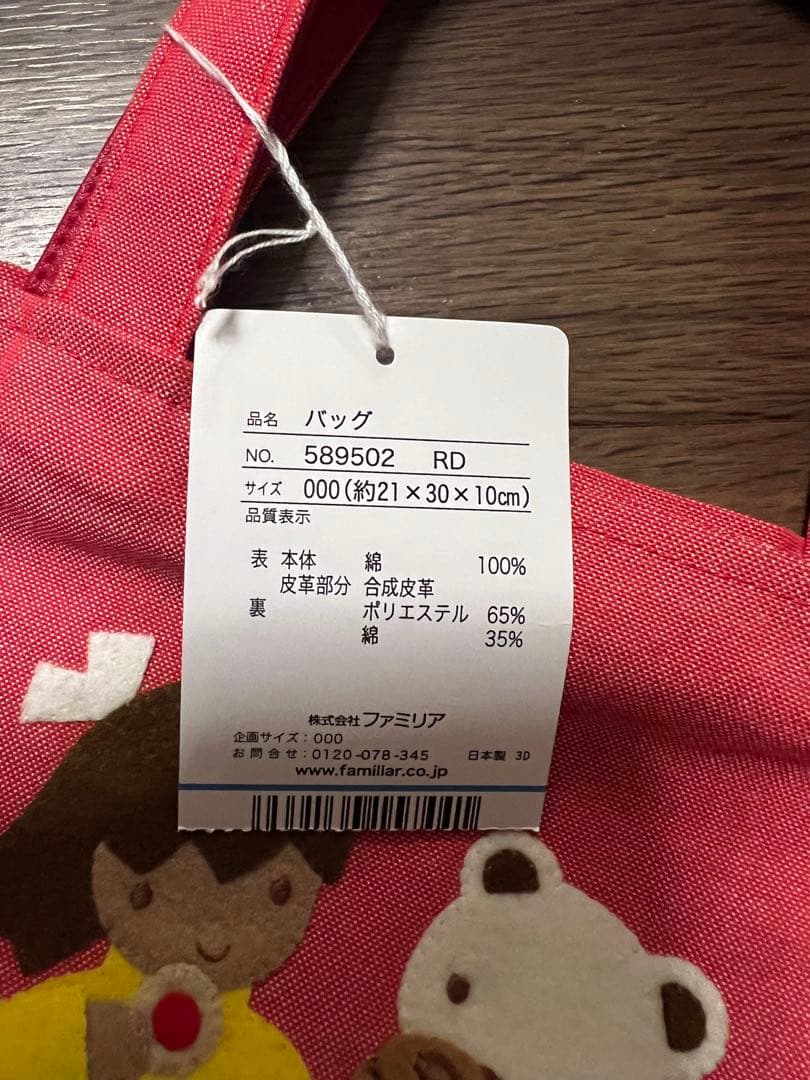 品名 バッグ
NO. 589502 RD
サイズ 000(約21×30×10cm)
品質表示
表 本体 綿 100%
皮革部分 合成皮革
裏 ポリエステル 65%
綿 35%
株式会社ファミリア
企画サイズ:000
お問合せ:0120-078-345 日本製 3D
www.familiar.co.jp